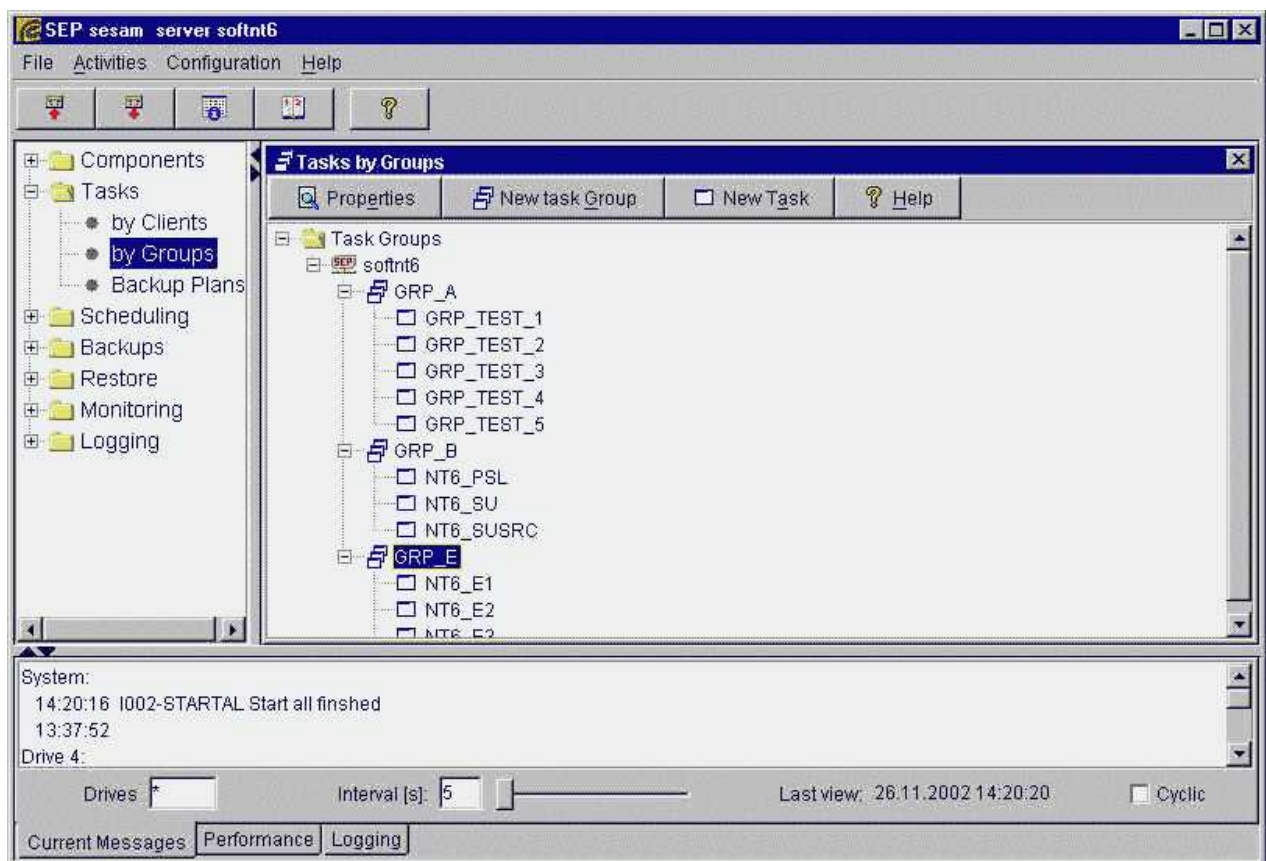 SEP sesam server softnt6
File Activities Configuration Help
Components
Tasks
by Clients
by Groups
Backup Plans
Scheduling
Backups
Restore
Monitoring
Logging
Tasks by Groups
Properties New task Group New Task Help
Task Groups
softnt6
GRP_A
GRP_TEST_1
GRP_TEST_2
GRP_TEST_3
GRP_TEST_4
GRP_TEST_5
GRP_B
NT6_PSL
NT6_SU
NT6_SUSRC
GRP_E
NT6_E1
NT6_E2
NT6_E3
System:
14:20:16 I002-STARTAL Start all finshed
13:37:52
Drive 4:
Drives * Interval [s]: 5 Last view: 26.11.2002 14:20:20 Cyclic
Current Messages Performance Logging